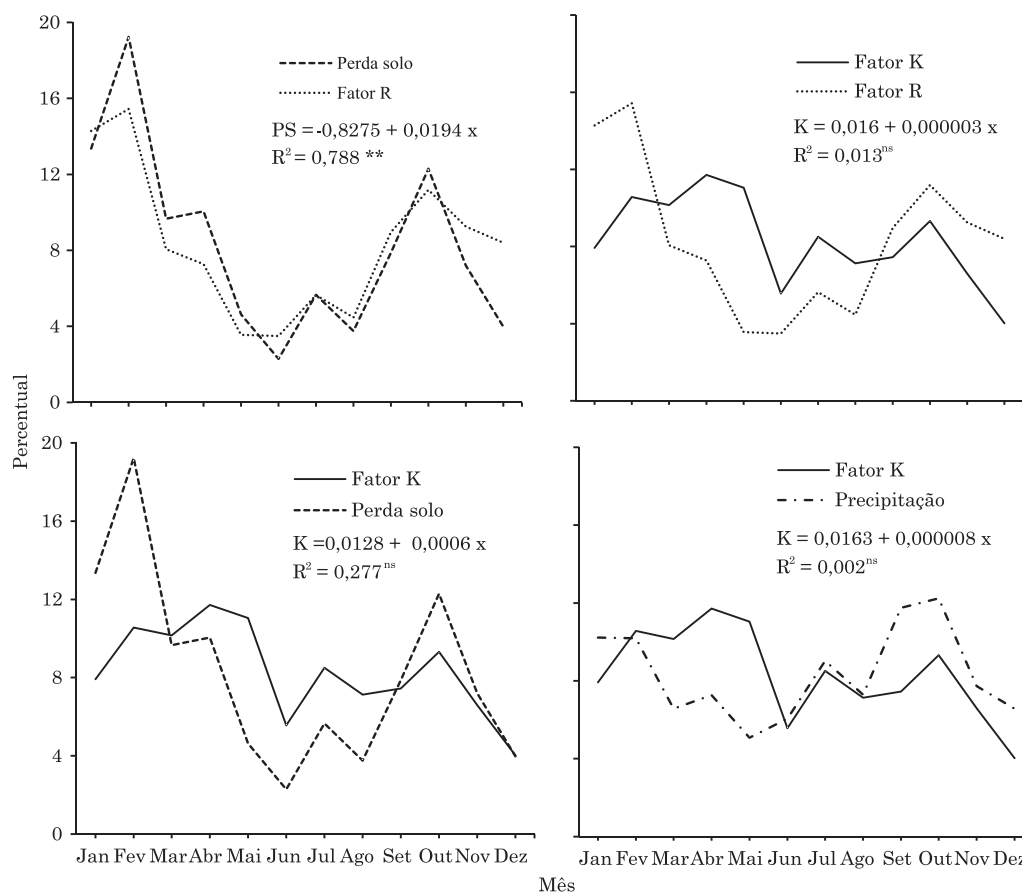 Percentual
20
16
12
8
4
0
Perda solo
Fator R
PS = -0,8275 + 0,0194 x
R² = 0,788 **
Fator K
Fator R
K = 0,016 + 0,000003 x
R² = 0,013ⁿˢ
20
16
12
8
4
0
Fator K
Perda solo
K =0,0128 + 0,0006 x
R² = 0,277ⁿˢ
Jan Fev Mar Abr Mai Jun Jul Ago Set Out Nov Dez
Fator K
Precipitação
K = 0,0163 + 0,000008 x
R² = 0,002ⁿˢ
Jan Fev Mar Abr Mai Jun Jul Ago Set Out Nov Dez
Mês